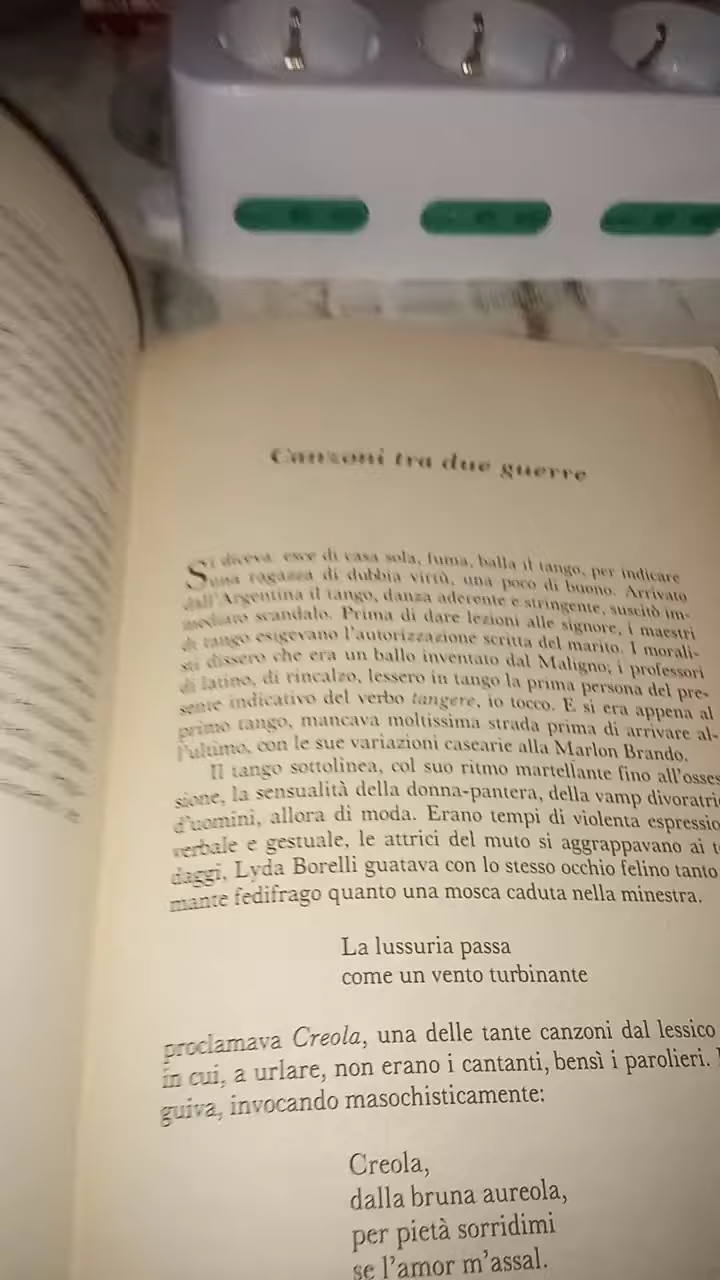 Canzoni tra due guerre
Si diceva: esce di casa sola, fuma, balla il tango, per indicare
una ragazza di dubbia virtù, una poco di buono. Arrivato
dall'Argentina il tango, danza aderente e stringente, suscitò im-
mediato scandalo. Prima di dare lezioni alle signore, i maestri
di tango esigevano l'autorizzazione scritta del marito. I morali-
sti dissero che era un ballo inventato dal Maligno; i professori
di latino, di rincalzo, lessero in tango la prima persona del pre-
sente indicativo del verbo tangere, io tocco. E si era appena al
primo tango, mancava moltissima strada prima di arrivare al-
l'ultimo, con le sue variazioni casearie alla Marlon Brando.
Il tango sottolinea, col suo ritmo martellante fino all'osses
sione, la sensualità della donna-pantera, della vamp divoratri
d'uomini, allora di moda. Erano tempi di violenta espressio
verbale e gestuale, le attrici del muto si aggrappavano ai t
daggi, Lyda Borelli guatava con lo stesso occhio felino tanto
mante fedifrago quanto una mosca caduta nella minestra.
La lussuria passa
come un vento turbinante
proclamava Creola, una delle tante canzoni dal lessico
in cui, a urlare, non erano i cantanti, bensì i parolieri.
guiva, invocando masochisticamente:
Creola,
dalla bruna aureola,
per pietà sorridimi
se l'amor m'assal.